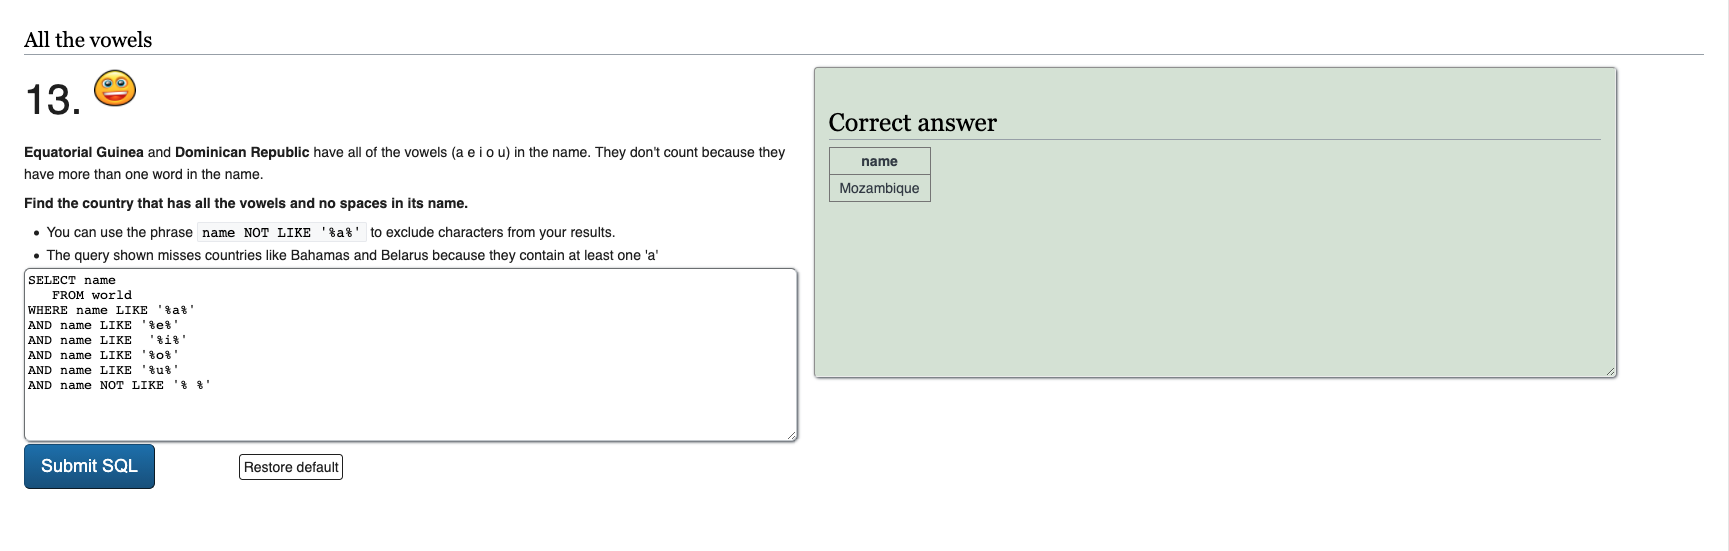 All the vowels
13.
Equatorial Guinea and Dominican Republic have all of the vowels (a e i o u) in the name. They don't count because they
have more than one word in the name.
Find the country that has all the vowels and no spaces in its name.
• You can use the phrase name NOT LIKE '%a%' to exclude characters from your results.
• The query shown misses countries like Bahamas and Belarus because they contain at least one 'a'
SELECT name
   FROM world
WHERE name LIKE '%a%'
AND name LIKE '%e%'
AND name LIKE  '%i%'
AND name LIKE '%o%'
AND name LIKE '%u%'
AND name NOT LIKE '% %'
Submit SQL
Restore default
Correct answer
name
Mozambique